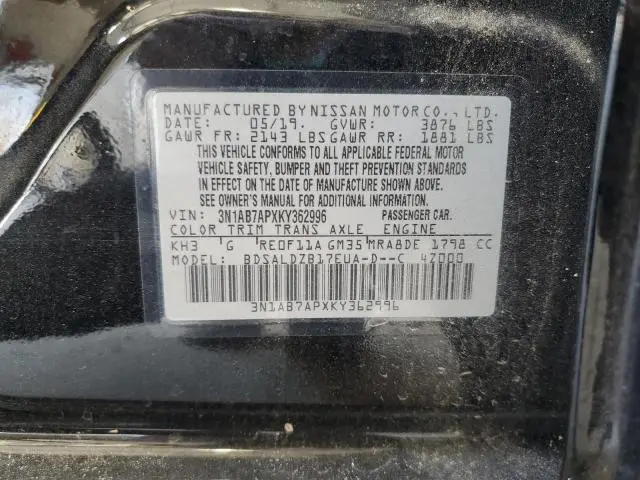 MANUFACTURED BY NISSAN MOTOR CO., LTD.
DATE: 05/19. GVWR: 3876 LBS
GAWR FR: 2143 LBS GAWR RR: 1881 LBS
THIS VEHICLE CONFORMS TO ALL APPLICABLE FEDERAL MOTOR
VEHICLE SAFETY, BUMPER AND THEFT PREVENTION STANDARDS
IN EFFECT ON THE DATE OF MANUFACTURE SHOWN ABOVE.
SEE OWNER'S MANUAL FOR ADDITIONAL INFORMATION.
VIN: 3N1AB7APXKY362996 PASSENGER CAR.
COLOR TRIM TRANS AXLE ENGINE
KH3 G RE0F11A GM35 MRA8DE 1798 CC
MODEL: BDSALDZB17EUA-D--C 4Z000
3N1AB7APXKY362996